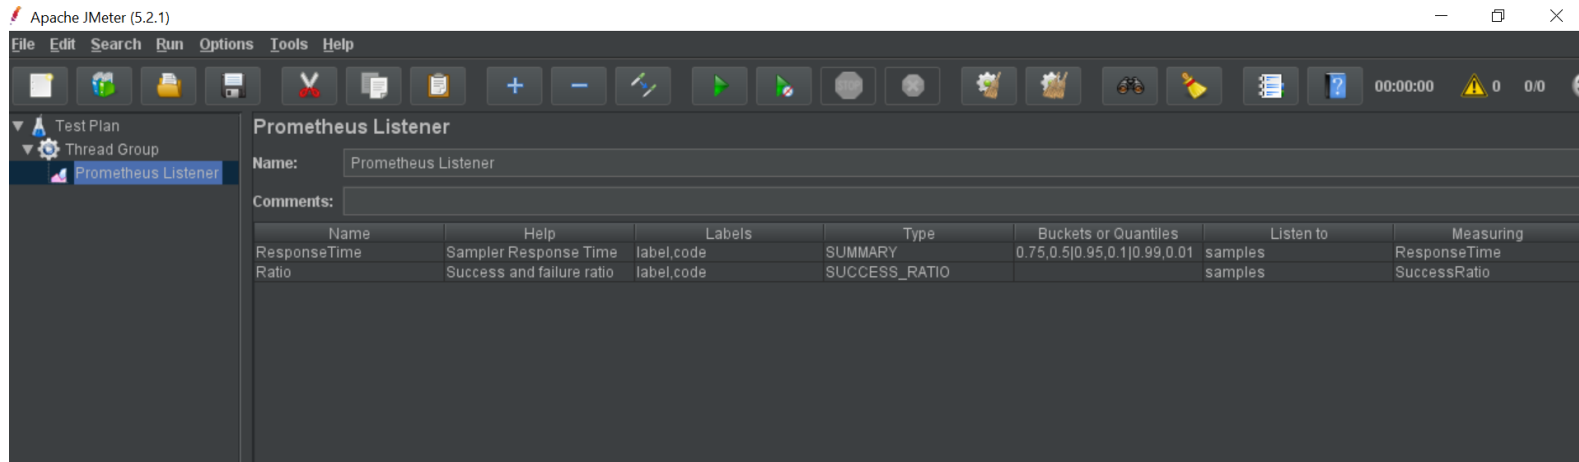 Apache JMeter (5.2.1)
File Edit Search Run Options Tools Help
STOP 00:00:00 0 0/0
Test Plan
Thread Group
Prometheus Listener
Prometheus Listener
Name: Prometheus Listener
Comments:
Name Help Labels Type Buckets or Quantiles Listen to Measuring
ResponseTime Sampler Response Time label,code SUMMARY 0.75,0.5|0.95,0.1|0.99,0.01 samples ResponseTime
Ratio Success and failure ratio label,code SUCCESS_RATIO samples SuccessRatio